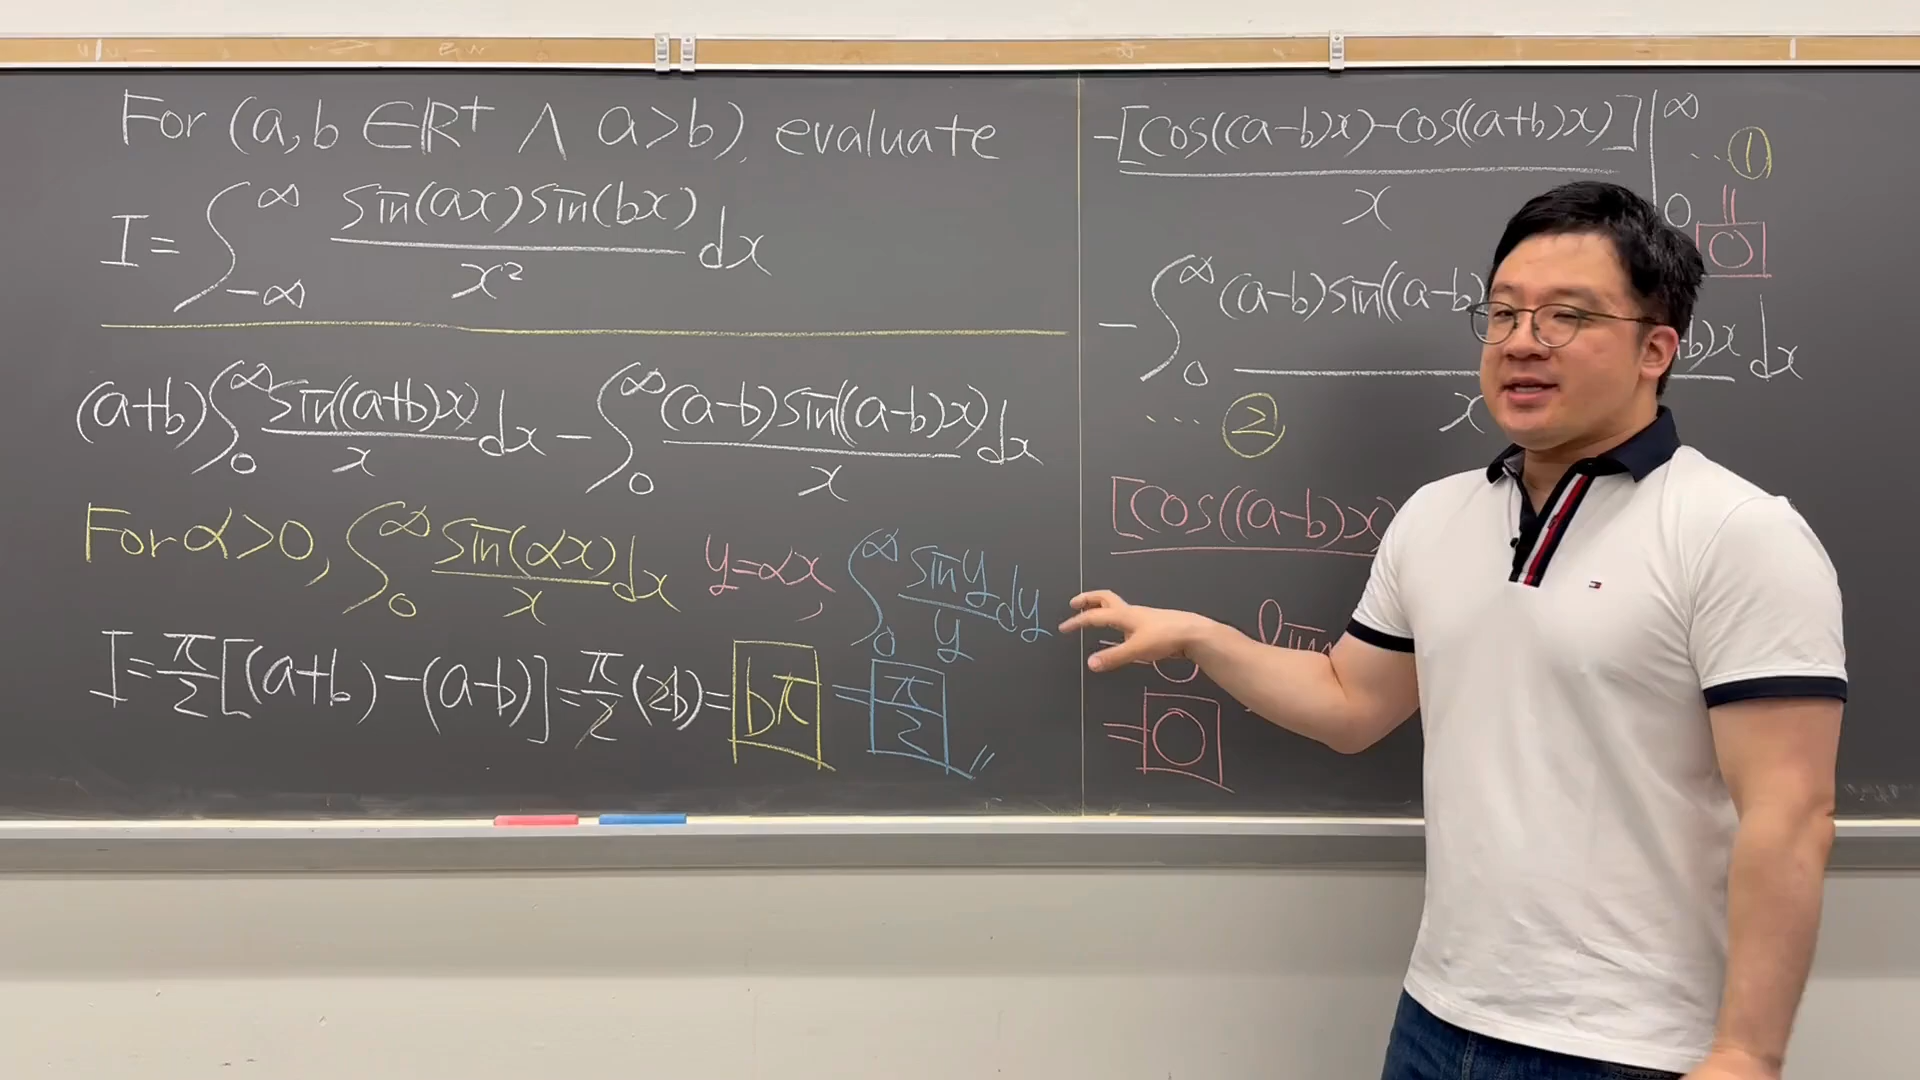 For (a,b ∈ ℝ⁺ ∧ a>b), evaluate
I = ∫_{-∞}^{∞} sin(ax)sin(bx)/x² dx
(a+b)∫_0^∞ sin((a+b)x)/x dx − ∫_0^∞ (a-b)sin((a-b)x)/x dx
For α>0, ∫_0^∞ sin(αx)/x dx y=αx, ∫_0^∞ sin y/y dy
= π/2
I = π/2[(a+b)-(a-b)] = π/2(2b) = bπ
-[cos((a-b)x)-cos((a+b)x)]/x |_0^∞ ... ①
= 0
− ∫_0^∞ (a-b)sin((a-b) b)x/x dx
... ②
[cos((a-b)x)
lim
= 0